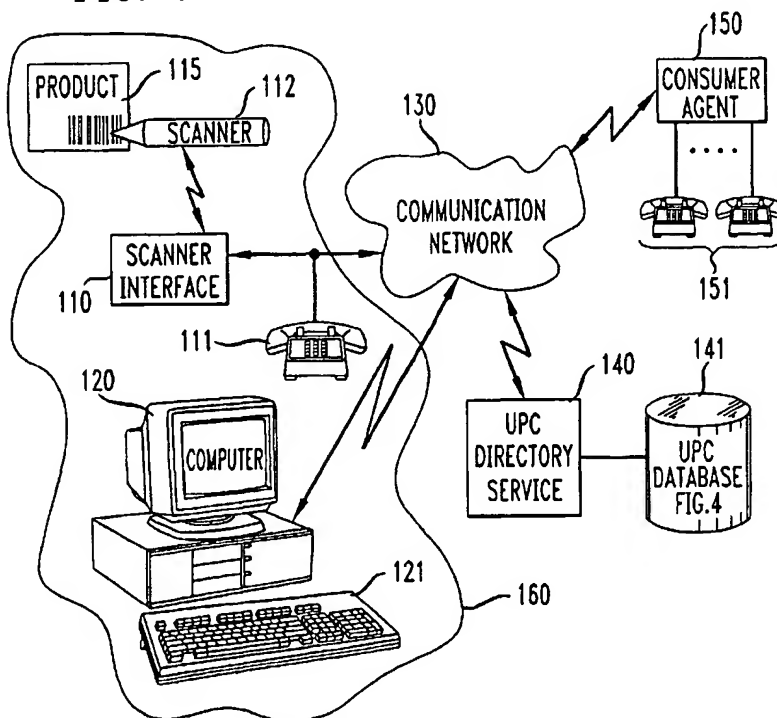 115
PRODUCT
112
SCANNER
130
150
CONSUMER
AGENT
COMMUNICATION
NETWORK
151
SCANNER
INTERFACE
110
111
120
COMPUTER
140
141
UPC
DIRECTORY
SERVICE
UPC
DATABASE
FIG.4
121
160